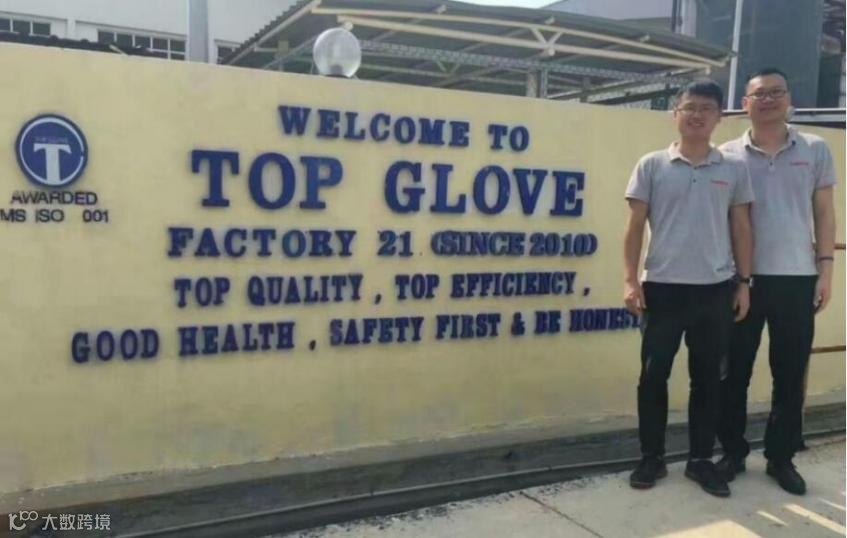 WELCOME TO
TOP GLOVE
FACTORY 21 (SINCE 2010)
TOP QUALITY, TOP EFFICIENCY,
GOOD HEALTH, SAFETY FIRST & BE HONEST
T
AWARDED
MS ISO 001
大数跨境